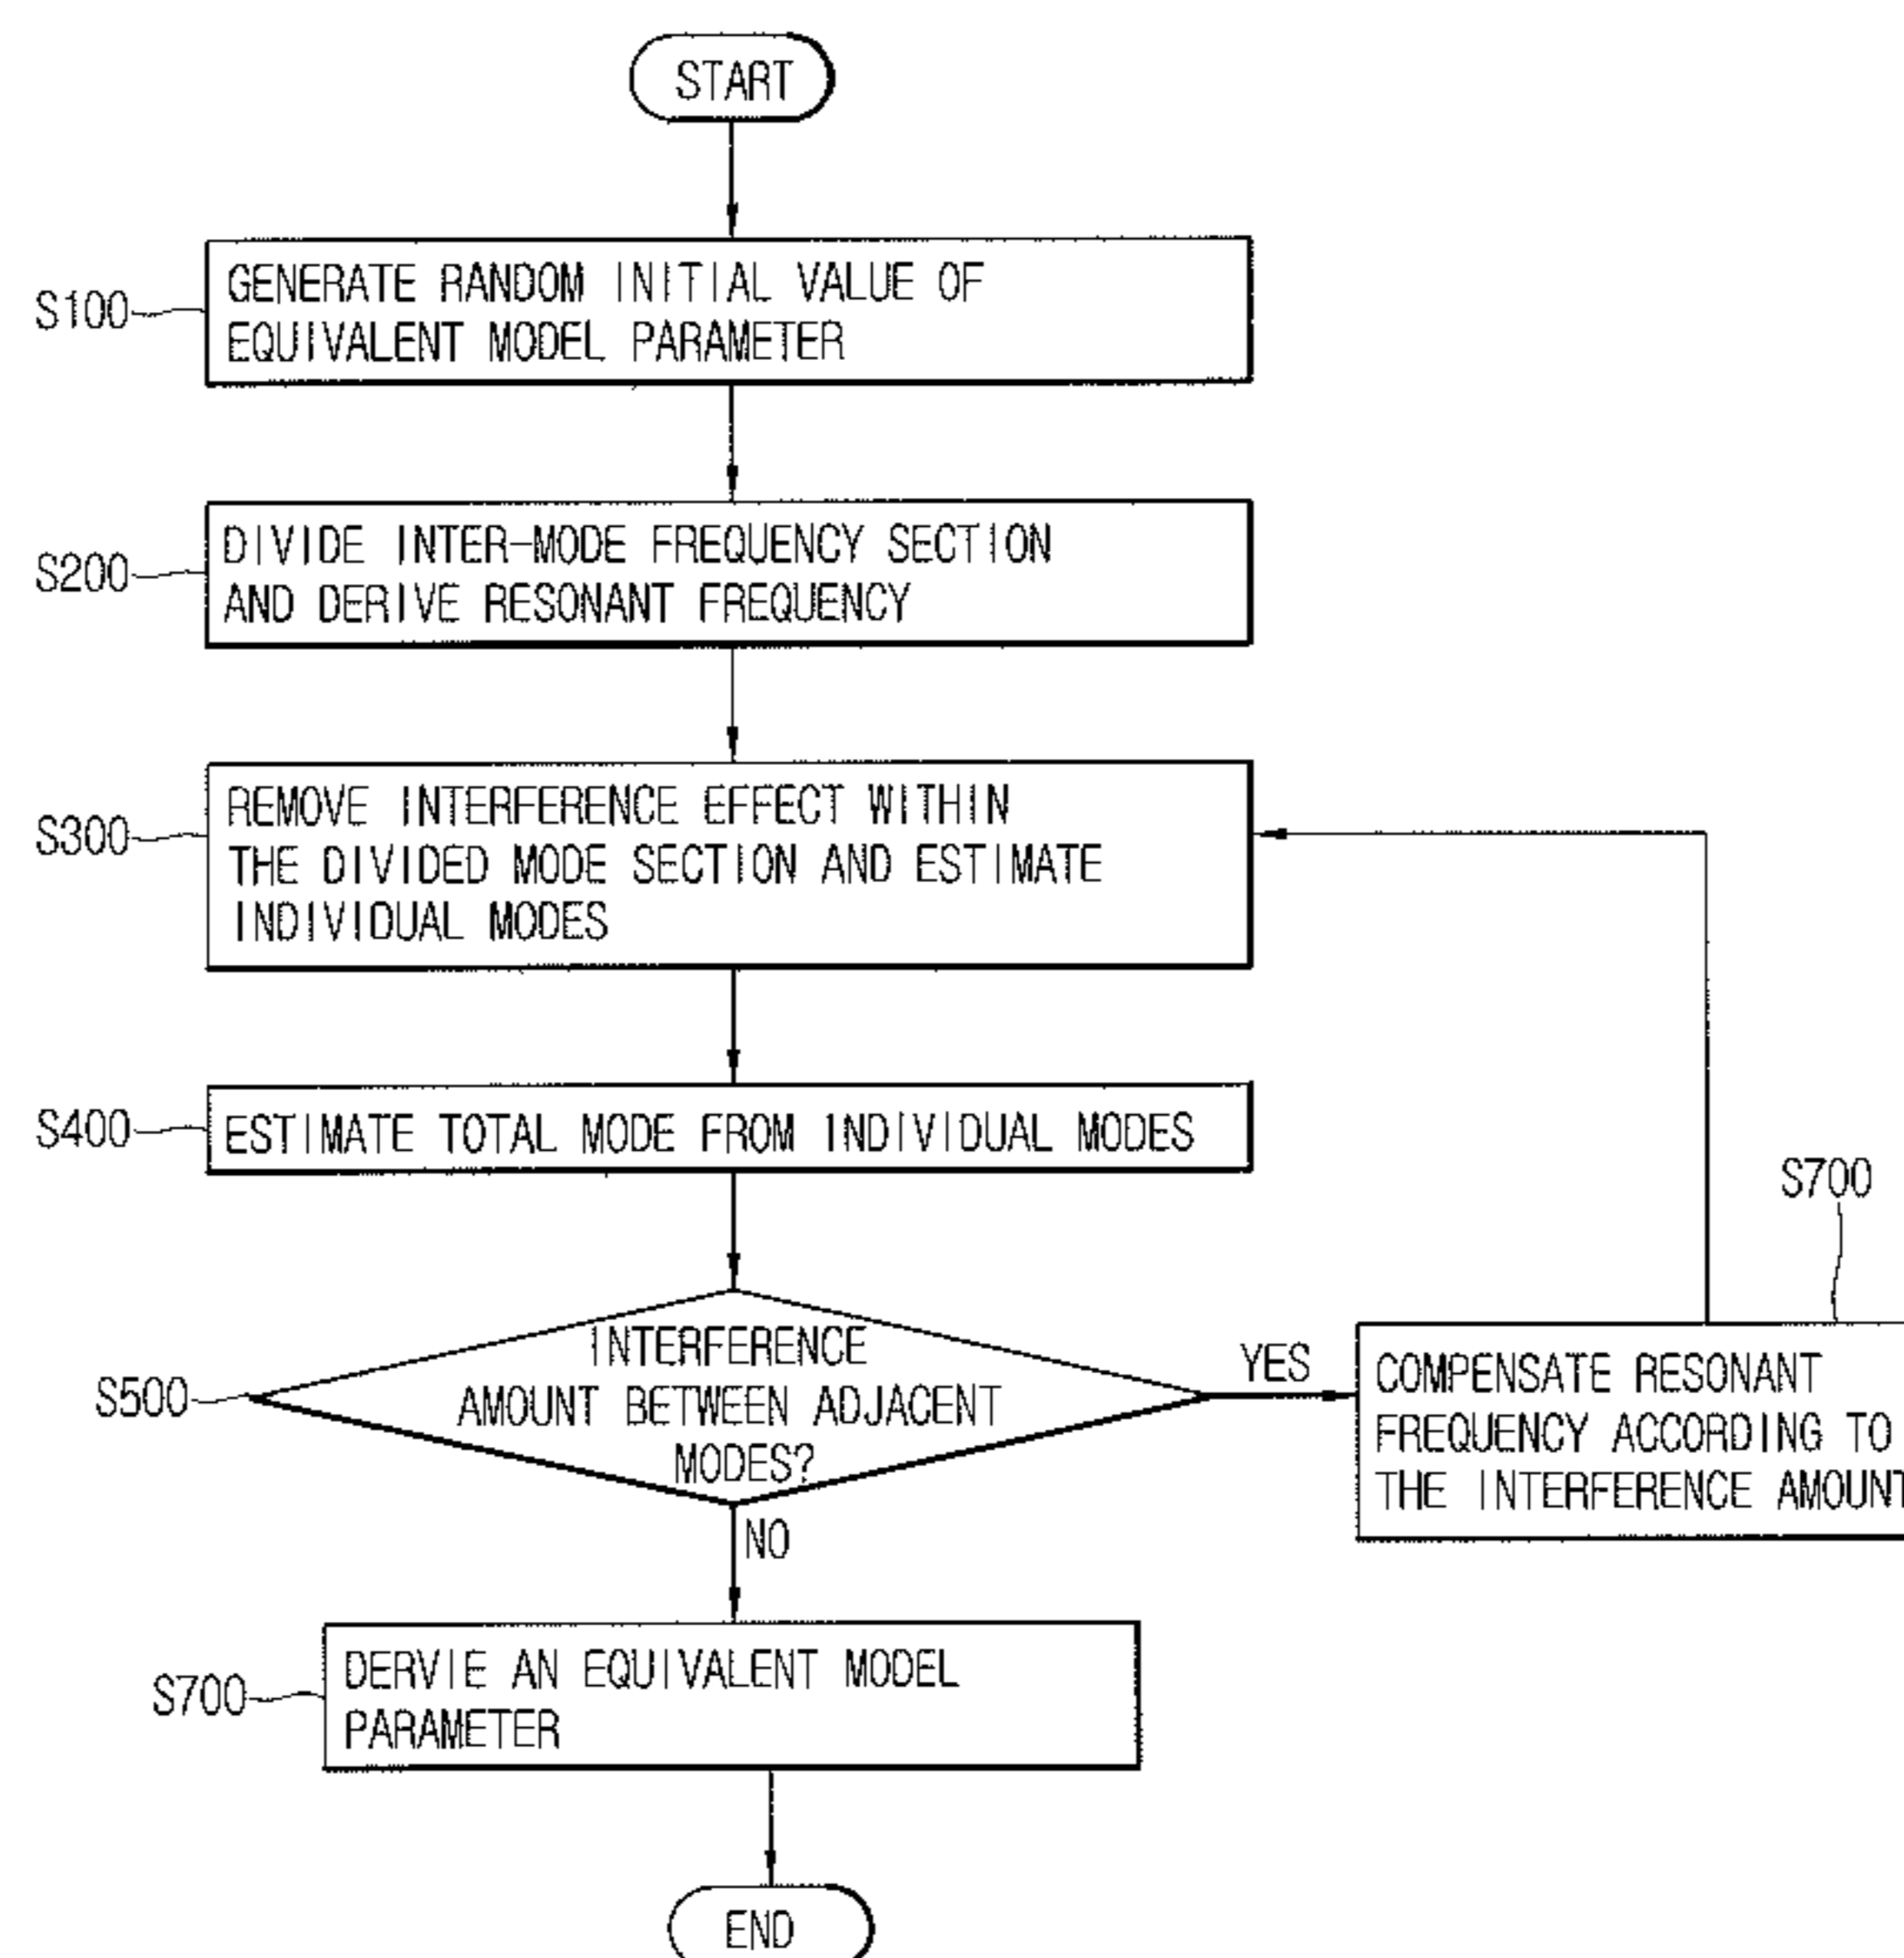 START
S100
GENERATE RANDOM INITIAL VALUE OF
EQUIVALENT MODEL PARAMETER
S200
DIVIDE INTER-MODE FREQUENCY SECTION
AND DERIVE RESONANT FREQUENCY
S300
REMOVE INTERFERENCE EFFECT WITHIN
THE DIVIDED MODE SECTION AND ESTIMATE
INDIVIDUAL MODES
S400
ESTIMATE TOTAL MODE FROM INDIVIDUAL MODES
S500
INTERFERENCE
AMOUNT BETWEEN ADJACENT
MODES?
YES
S700
COMPENSATE RESONANT
FREQUENCY ACCORDING TO
THE INTERFERENCE AMOUNT
NO
S700
DERVIE AN EQUIVALENT MODEL
PARAMETER
END